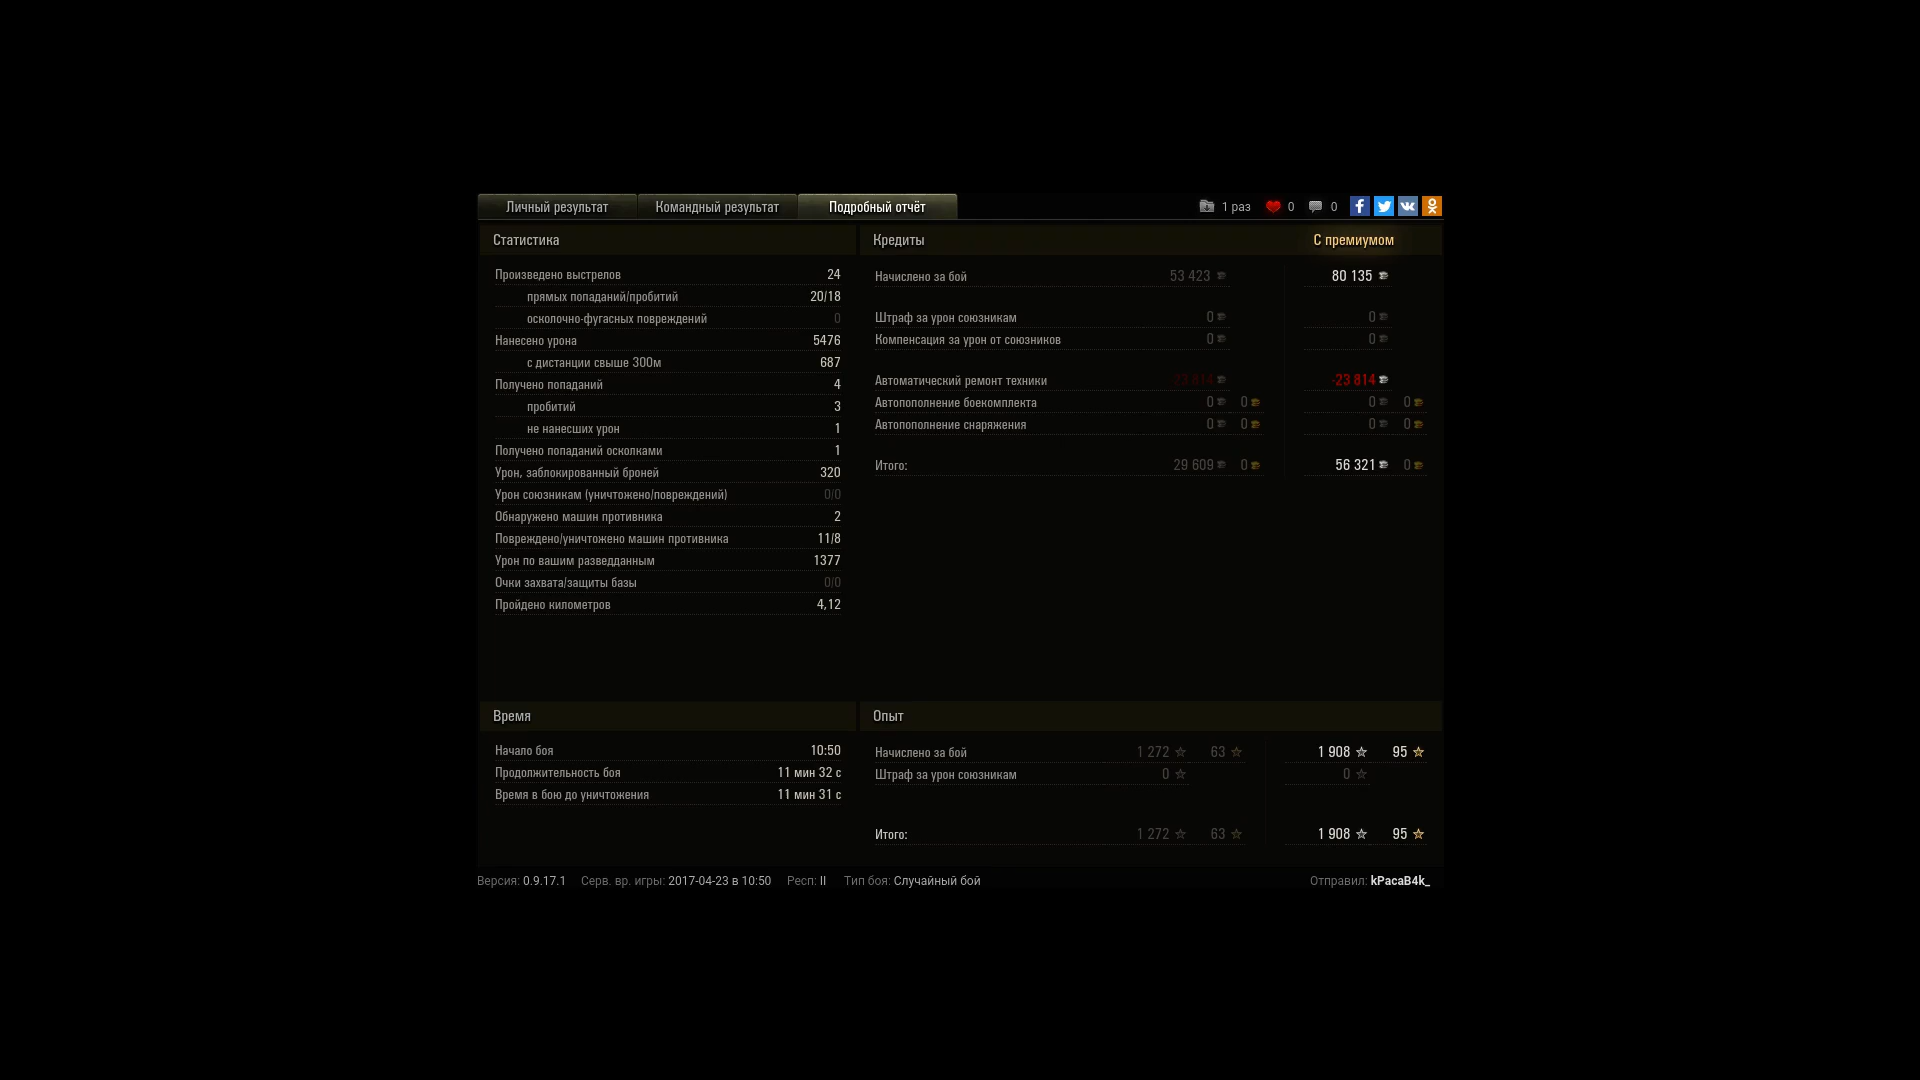 Личный результат Командный результат Подробный отчёт 1 раз 0 0
Статистика
Произведено выстрелов 24
прямых попаданий/пробитий 20/18
осколочно-фугасных повреждений 0
Нанесено урона 5476
с дистанции свыше 300м 687
Получено попаданий 4
пробитий 3
не нанесших урон 1
Получено попаданий осколками 1
Урон, заблокированный броней 320
Урон союзникам (уничтожено/повреждений) 0/0
Обнаружено машин противника 2
Повреждено/уничтожено машин противника 11/8
Урон по вашим разведданным 1377
Очки захвата/защиты базы 0/0
Пройдено километров 4,12
Кредиты С премиумом
Начислено за бой 53 423 80 135
Штраф за урон союзникам 0 0
Компенсация за урон от союзников 0 0
Автоматический ремонт техники -23 814 -23 814
Автопополнение боекомплекта 0 0 0 0
Автопополнение снаряжения 0 0 0 0
Итого: 29 609 0 56 321 0
Время
Начало боя 10:50
Продолжительность боя 11 мин 32 с
Время в бою до уничтожения 11 мин 31 с
Опыт
Начислено за бой 1 272 63 1 908 95
Штраф за урон союзникам 0 0
Итого: 1 272 63 1 908 95
Версия: 0.9.17.1 Серв. вр. игры: 2017-04-23 в 10:50 Респ: II Тип боя: Случайный бой Отправил: kPacaB4k_